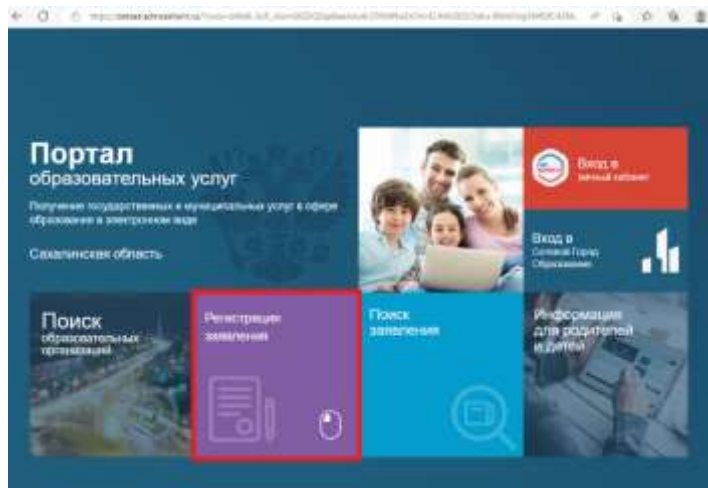 Портал
образовательных услуг
Получение государственных и муниципальных услуг в сфере
образования в электронном виде
Сахалинская область
Вход в
личный кабинет
Вход в
Сетевой Город
Образование
Поиск
образовательных
организаций
Регистрация
заявления
Поиск
заявления
Информация
для родителей
и детей